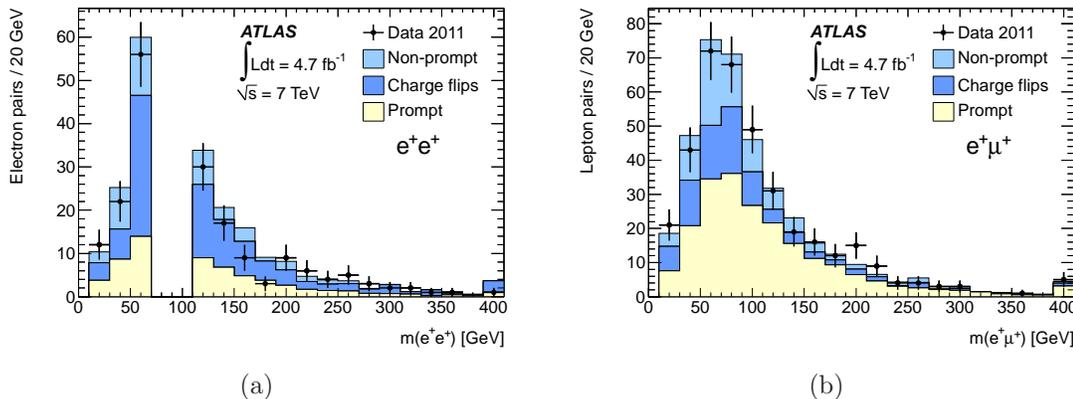 Electron pairs / 20 GeV
60
50
40
30
20
10
0
ATLAS
∫Ldt = 4.7 fb⁻¹
√s = 7 TeV
Data 2011
Non-prompt
Charge flips
Prompt
e⁺e⁺
0 50 100 150 200 250 300 350 400
m(e⁺e⁺) [GeV]
(a)
Lepton pairs / 20 GeV
80
70
60
50
40
30
20
10
0
ATLAS
∫Ldt = 4.7 fb⁻¹
√s = 7 TeV
Data 2011
Non-prompt
Charge flips
Prompt
e⁺μ⁺
0 50 100 150 200 250 300 350 400
m(e⁺μ⁺) [GeV]
(b)